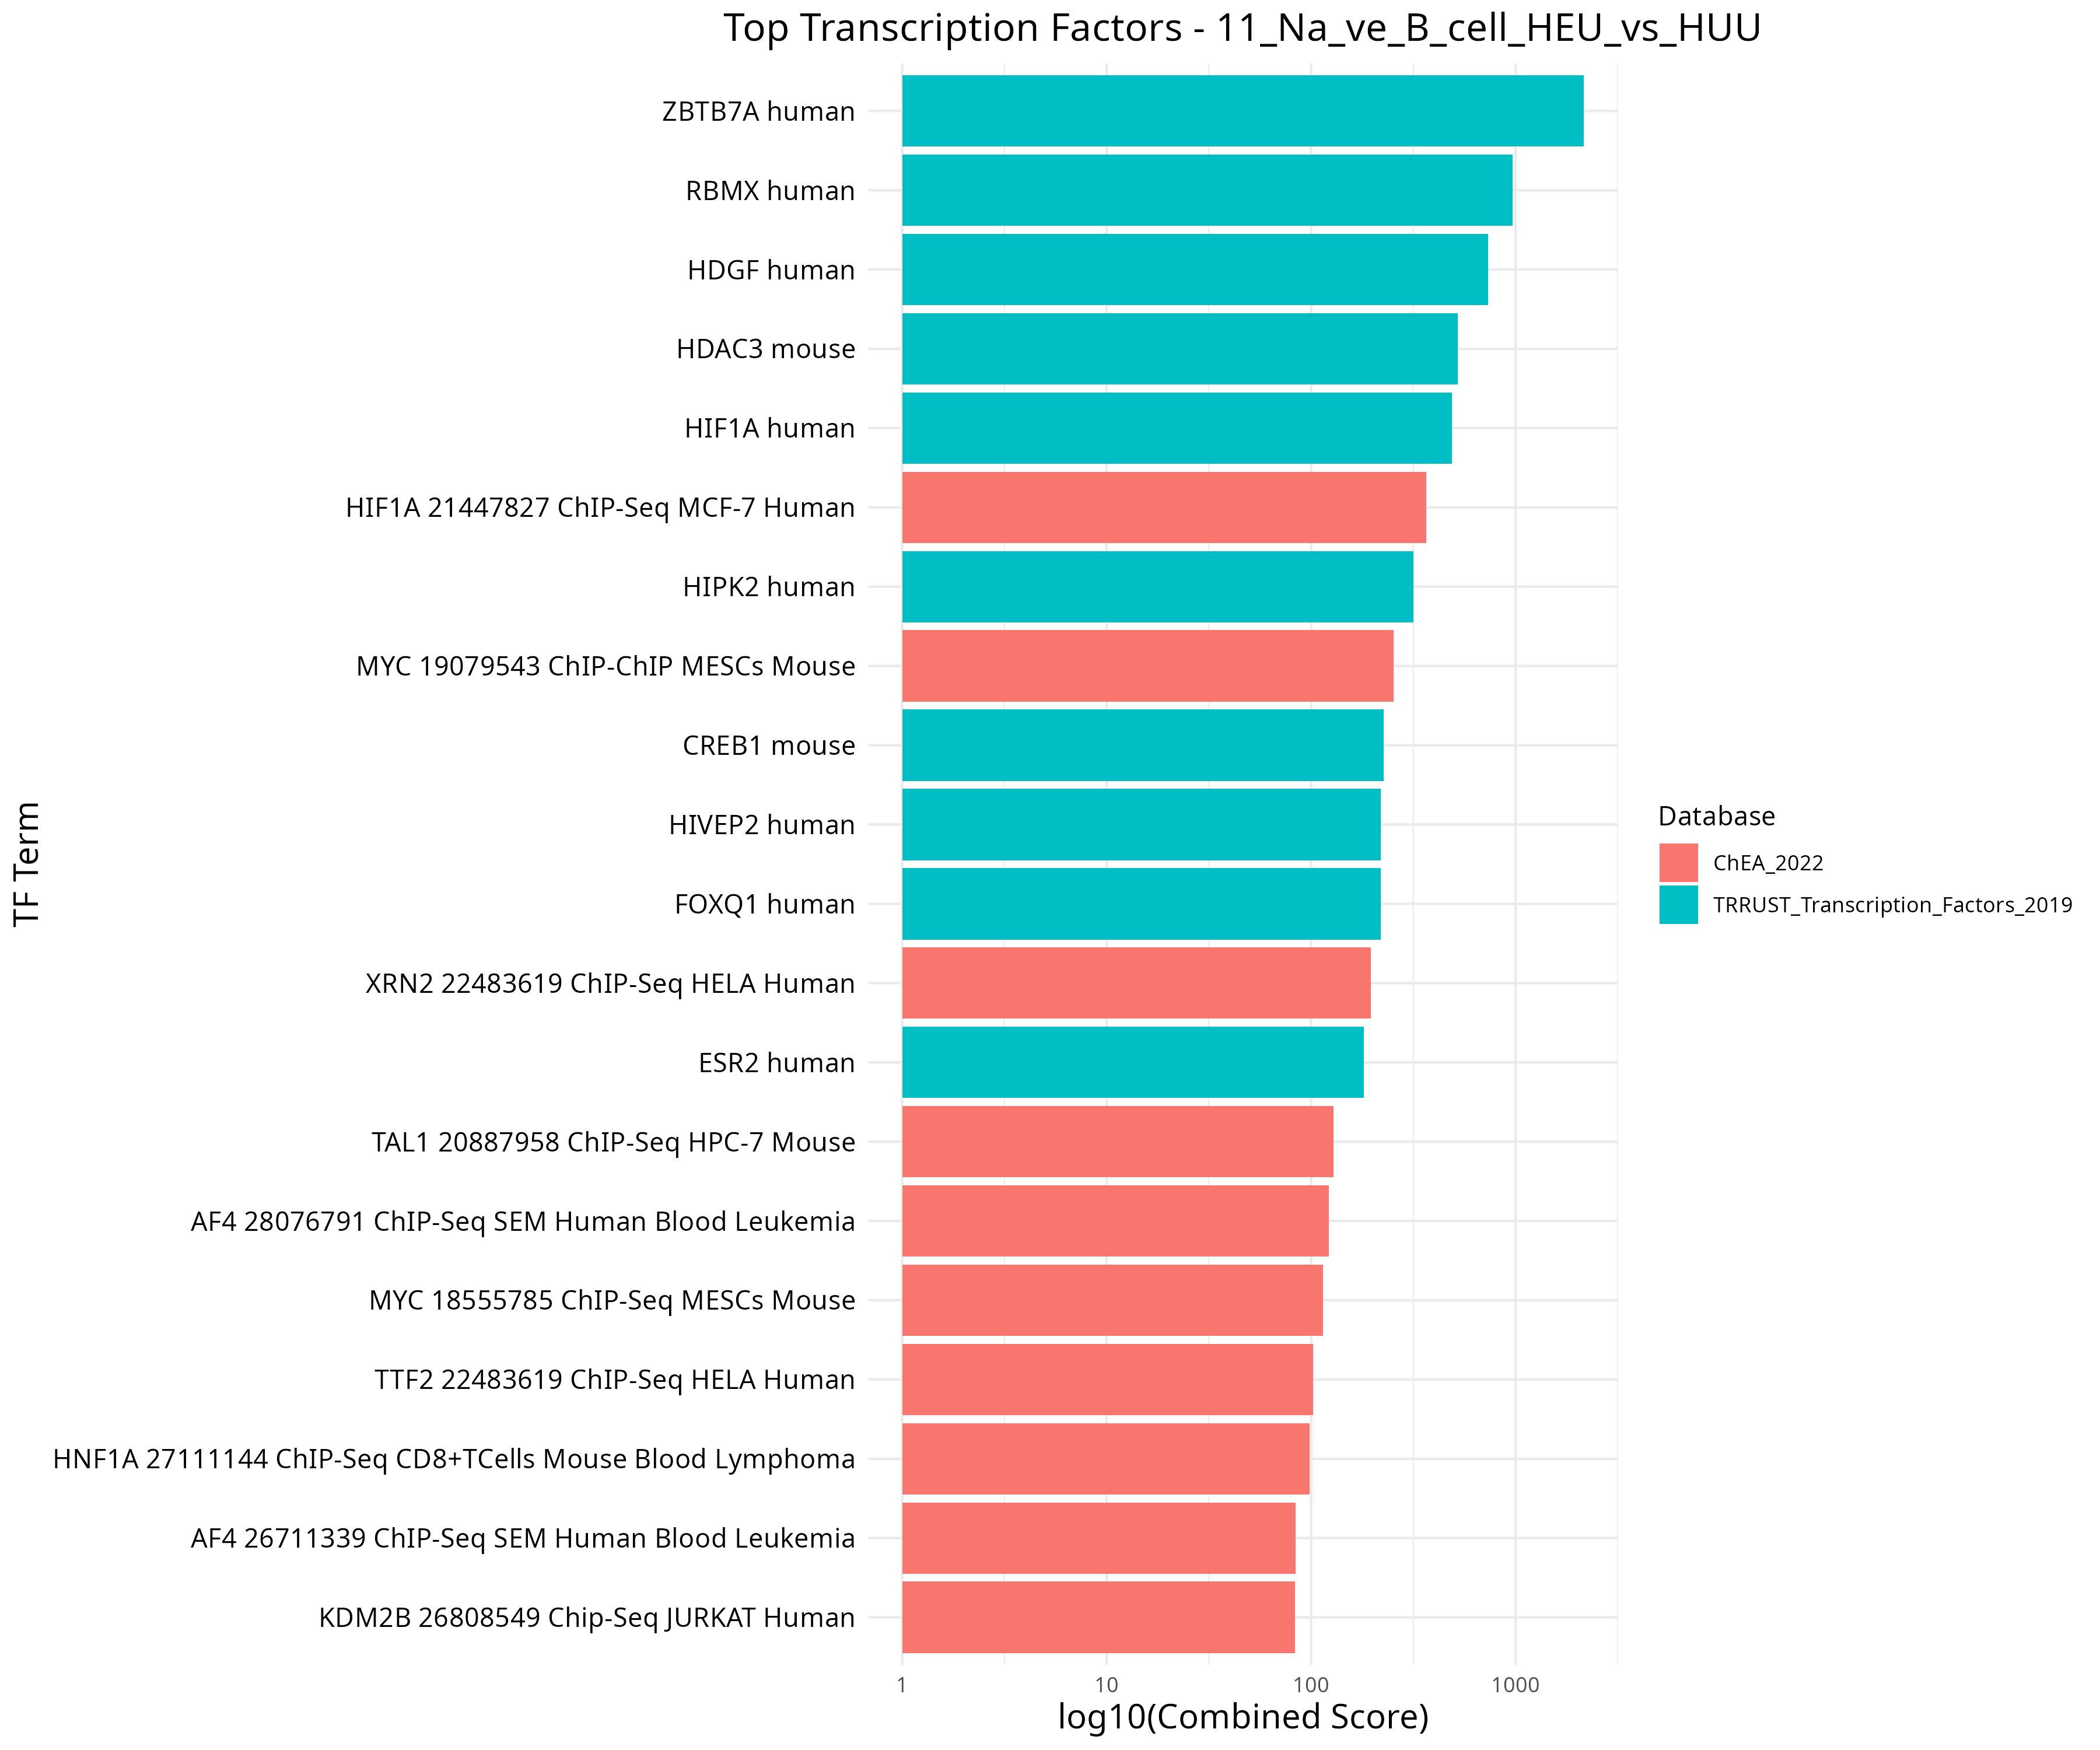 Top Transcription Factors - 11_Na_ve_B_cell_HEU_vs_HUU
ZBTB7A human
RBMX human
HDGF human
HDAC3 mouse
HIF1A human
HIF1A 21447827 ChIP-Seq MCF-7 Human
HIPK2 human
MYC 19079543 ChIP-ChIP MESCs Mouse
CREB1 mouse
HIVEP2 human
FOXQ1 human
XRN2 22483619 ChIP-Seq HELA Human
ESR2 human
TAL1 20887958 ChIP-Seq HPC-7 Mouse
AF4 28076791 ChIP-Seq SEM Human Blood Leukemia
MYC 18555785 ChIP-Seq MESCs Mouse
TTF2 22483619 ChIP-Seq HELA Human
HNF1A 27111144 ChIP-Seq CD8+TCells Mouse Blood Lymphoma
AF4 26711339 ChIP-Seq SEM Human Blood Leukemia
KDM2B 26808549 Chip-Seq JURKAT Human
TF Term
1 10 100 1000
log10(Combined Score)
Database
ChEA_2022
TRRUST_Transcription_Factors_2019